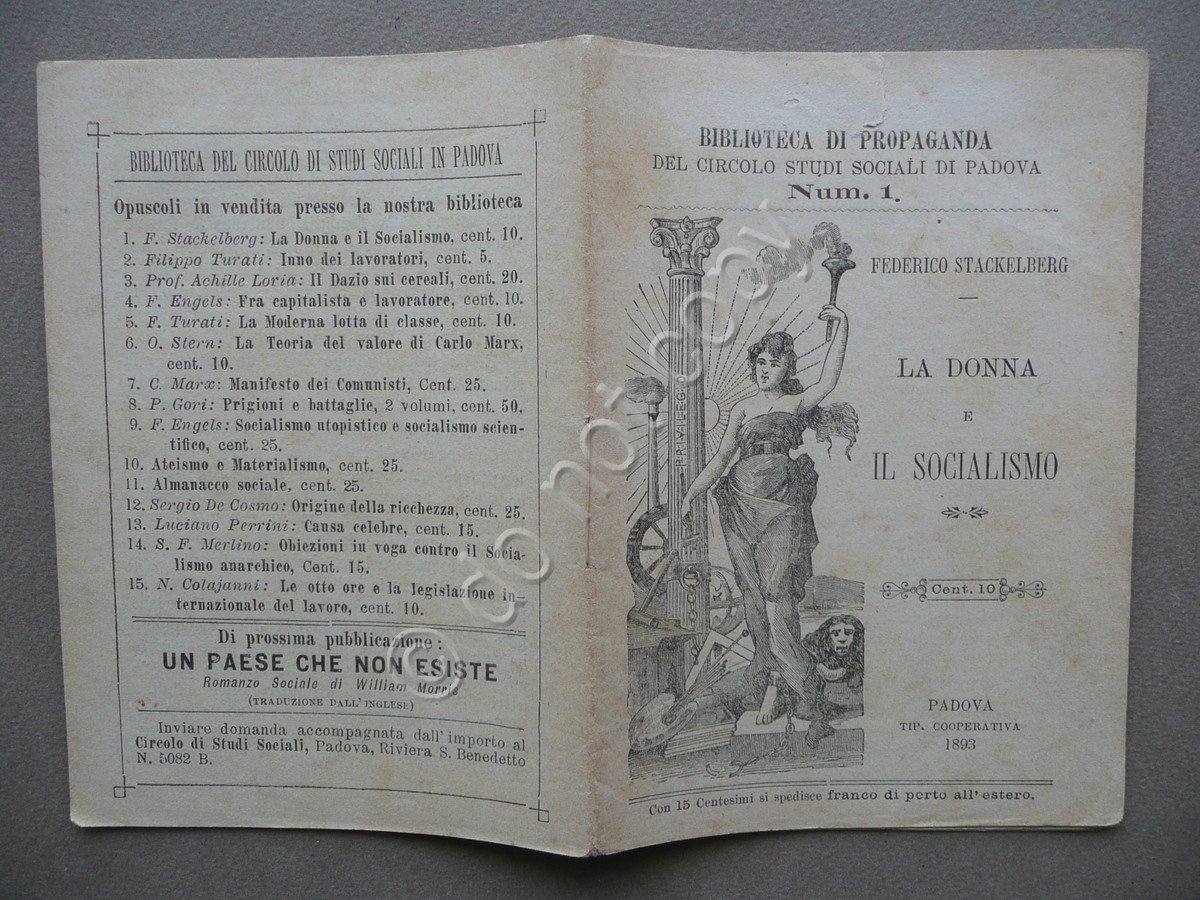 BIBLIOTECA DEL CIRCOLO DI STUDI SOCIALI IN PADOVA
Opuscoli in vendita presso la nostra biblioteca
1. F. Stackelberg: La Donna e il Socialismo, cent. 10.
2. Filippo Turati: Inno dei lavoratori, cent. 5.
3. Prof. Achille Loria: Il Dazio sui cereali, cent. 20.
4. F. Engels: Fra capitalista e lavoratore, cent. 10.
5. F. Turati: La Moderna lotta di classe, cent. 10.
6. O. Stern: La Teoria del valore di Carlo Marx,
cent. 10.
7. C. Marx: Manifesto dei Comunisti, Cent. 25.
8. P. Gori: Prigioni e battaglie, 2 volumi, cent. 50.
9. F. Engels: Socialismo utopistico e socialismo scien-
tifico, cent. 25.
10. Ateismo e Materialismo, cent. 25.
11. Almanacco sociale, cent. 25.
12. Sergio De Cosmo: Origine della ricchezza, cent. 25.
13. Luciano Perrini: Causa celebre, cent. 15.
14. S. F. Merlino: Obiezioni iu voga contro il Socia-
lismo anarchico, Cent. 15.
15. N. Colajanni: Le otto ore e la legislazione in-
ternazionale del lavoro, cent. 10.
Di prossima pubblicazione:
UN PAESE CHE NON ESISTE
Romanzo Sociale di William Morris
(TRADUZIONE DALL'INGLESE)
Inviare domanda accompagnata dall'importo al
Circolo di Studi Sociali, Padova, Riviera S. Benedetto
N. 5082 B.
BIBLIOTECA DI PROPAGANDA
DEL CIRCOLO STUDI SOCIALI DI PADOVA
Num. 1.
FEDERICO STACKELBERG
LA DONNA
E
IL SOCIALISMO
PRIVILEGIO
Cent. 10
PADOVA
TIP. COOPERATIVA
1893
Con 15 Centesimi si spedisce franco di porto all'estero.
© do not copy